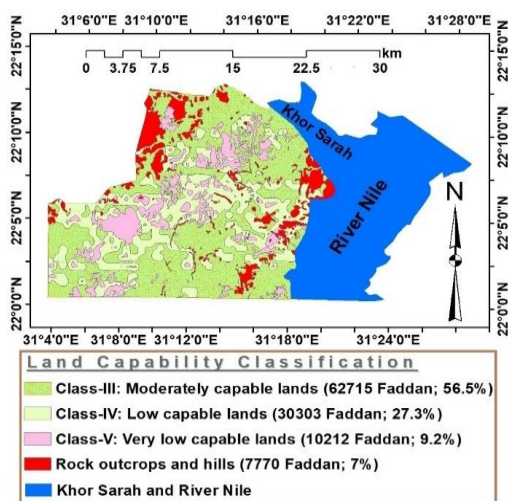 31°6'0"E 31°10'0"E 31°16'0"E 31°22'0"E 31°28'0"E
km
0 3.75 7.5 15 22.5 30
22°15'0"N
22°10'0"N
22°5'0"N
22°0'0"N
22°15'0"N
22°10'0"N
22°5'0"N
22°0'0"N
Khor Sarah
River Nile
N
31°4'0"E 31°8'0"E 31°12'0"E 31°18'0"E 31°24'0"E
Land Capability Classification
Class-III: Moderately capable lands (62715 Faddan; 56.5%)
Class-IV: Low capable lands (30303 Faddan; 27.3%)
Class-V: Very low capable lands (10212 Faddan; 9.2%)
Rock outcrops and hills (7770 Faddan; 7%)
Khor Sarah and River Nile